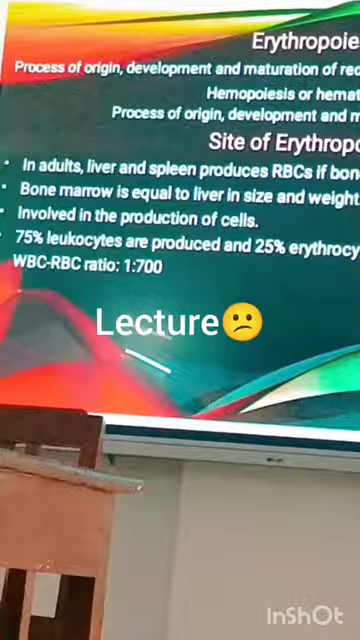 Erythropoie
Process of origin, development and maturation of red
Hemopoiesis or hemat
Process of origin, development and m
Site of Erythropo
In adults, liver and spleen produces RBCs if bon
Bone marrow is equal to liver in size and weight
Involved in the production of cells.
75% leukocytes are produced and 25% erythrocy
WBC-RBC ratio: 1:700
Lecture😕
InShOt